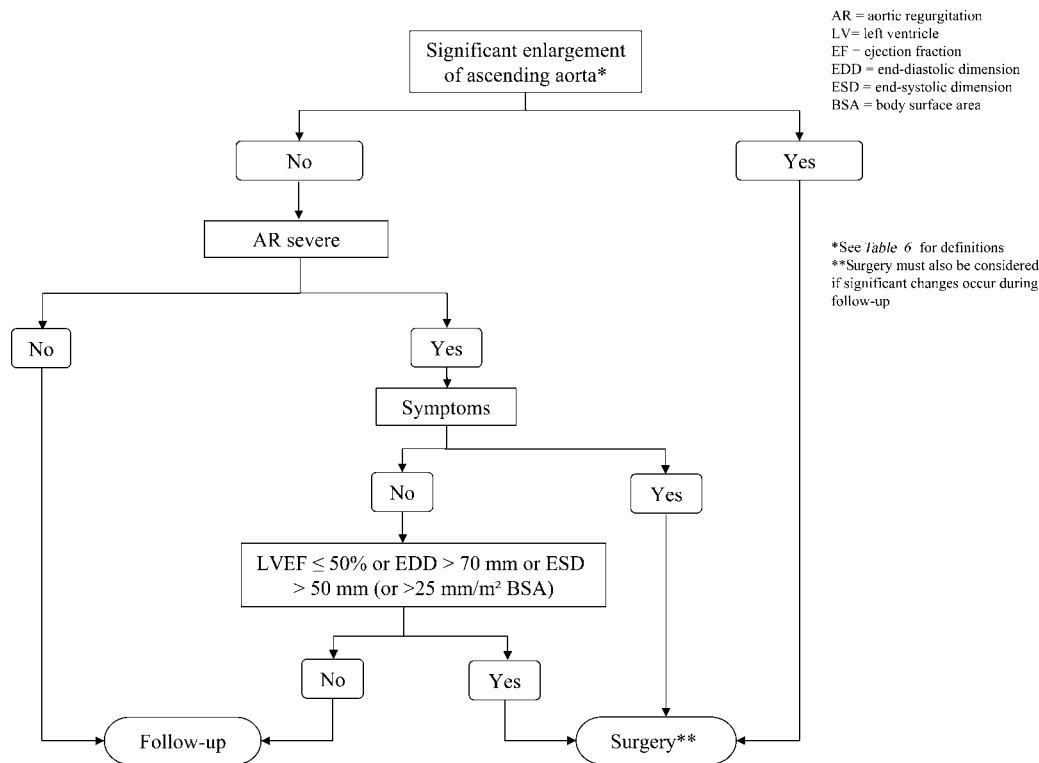 Significant enlargement
of ascending aorta*
AR = aortic regurgitation
LV= left ventricle
EF = ejection fraction
EDD = end-diastolic dimension
ESD = end-systolic dimension
BSA = body surface area
No
Yes
AR severe
*See Table 6 for definitions
**Surgery must also be considered
if significant changes occur during
follow-up
No
Yes
Symptoms
No
Yes
LVEF ≤ 50% or EDD > 70 mm or ESD
> 50 mm (or >25 mm/m² BSA)
No
Yes
Follow-up
Surgery**